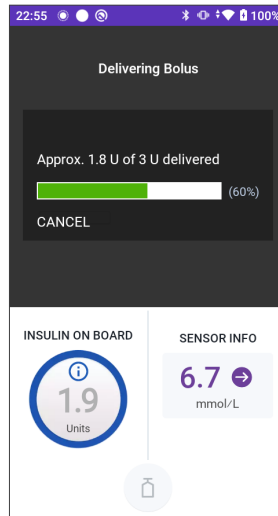 22:55 100%
Delivering Bolus
Approx. 1.8 U of 3 U delivered
(60%)
CANCEL
INSULIN ON BOARD
1.9
Units
SENSOR INFO
6.7
mmol/L